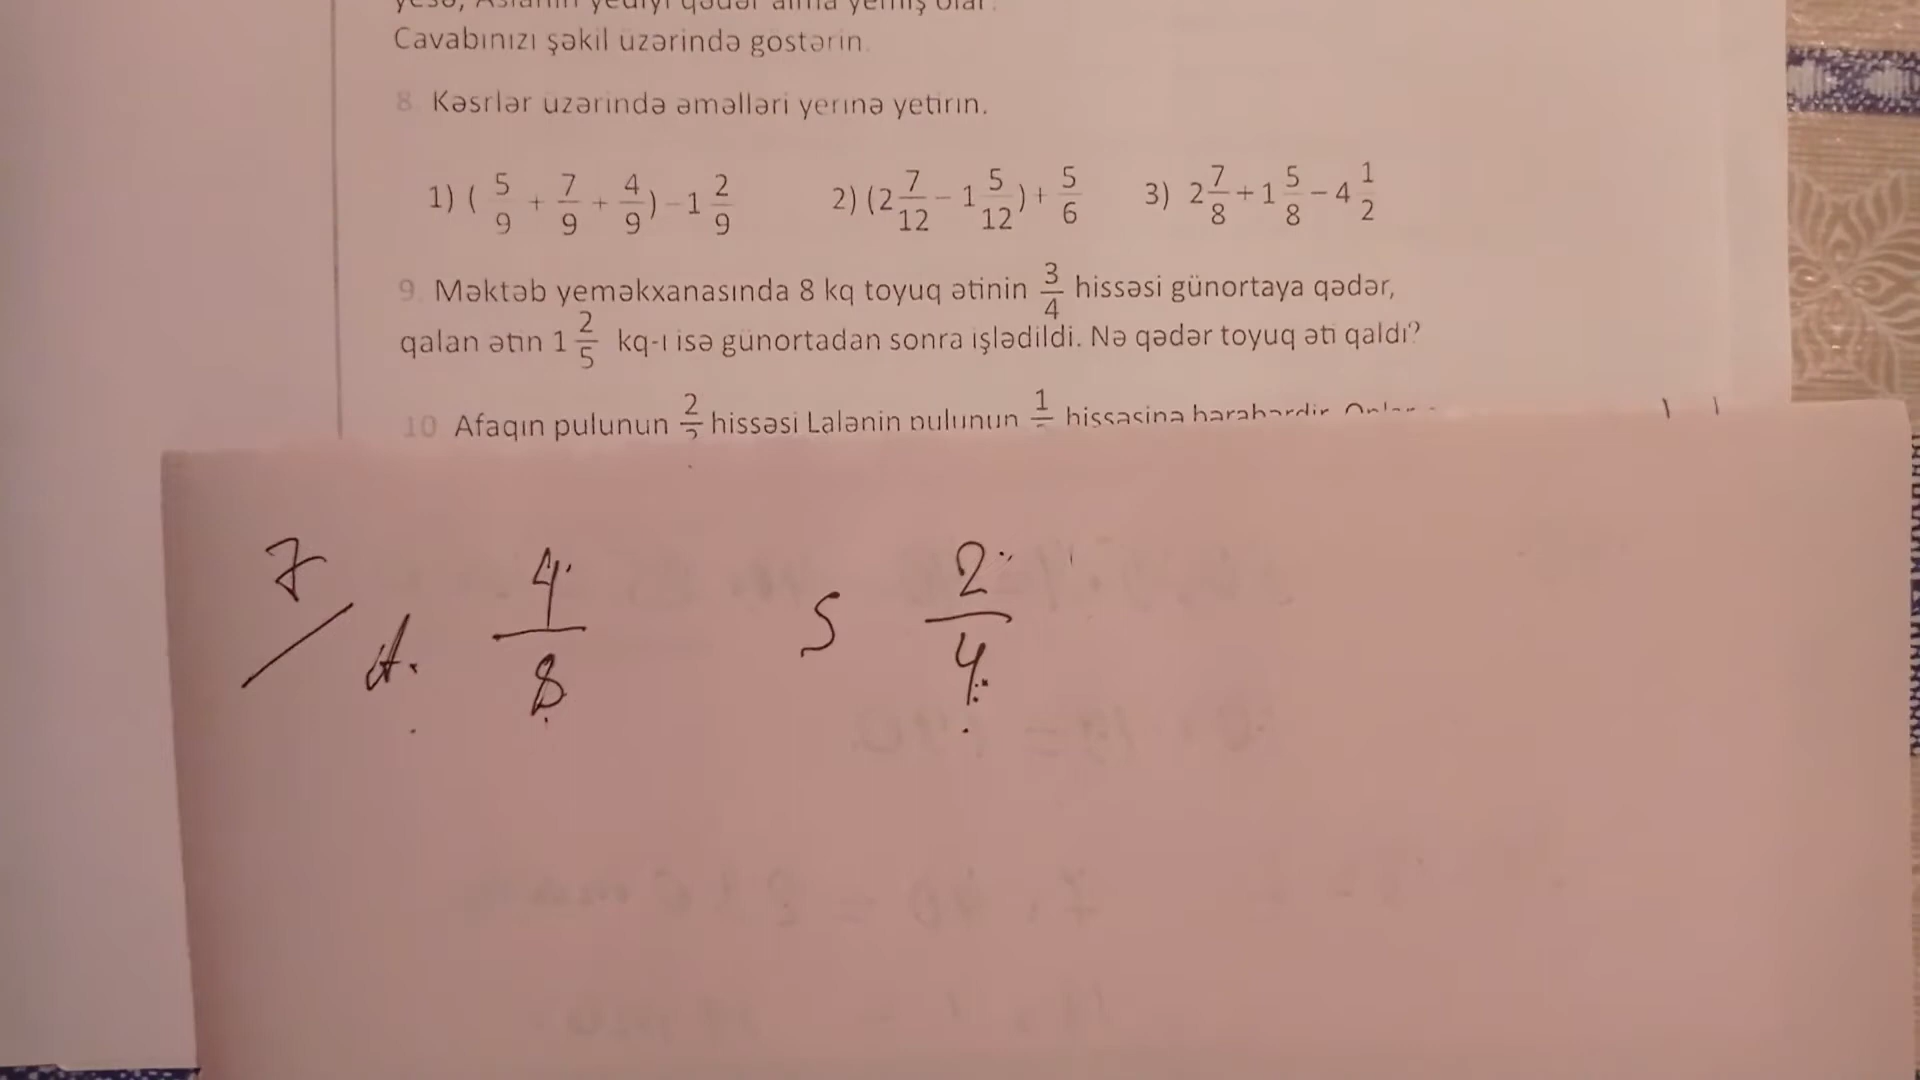 Cavabınızı şəkil üzərində göstərin.
8. Kəsrlər üzərində əməlləri yerinə yetirin.
1) ( 5/9 + 7/9 + 4/9 ) – 1 2/9 2) (2 7/12 – 1 5/12 ) + 5/6 3) 2 7/8 + 1 5/8 – 4 1/2
9. Məktəb yeməkxanasında 8 kq toyuq ətinin 3/4 hissəsi günortaya qədər,
qalan ətin 1 2/5 kq-ı isə günortadan sonra işlədildi. Nə qədər toyuq əti qaldı?
10 Afaqın pulunun 2/ hissəsi Lalənin pulunun 1/ hissəsinə bərabərdir.
7/ A. 4/8 S 2/4